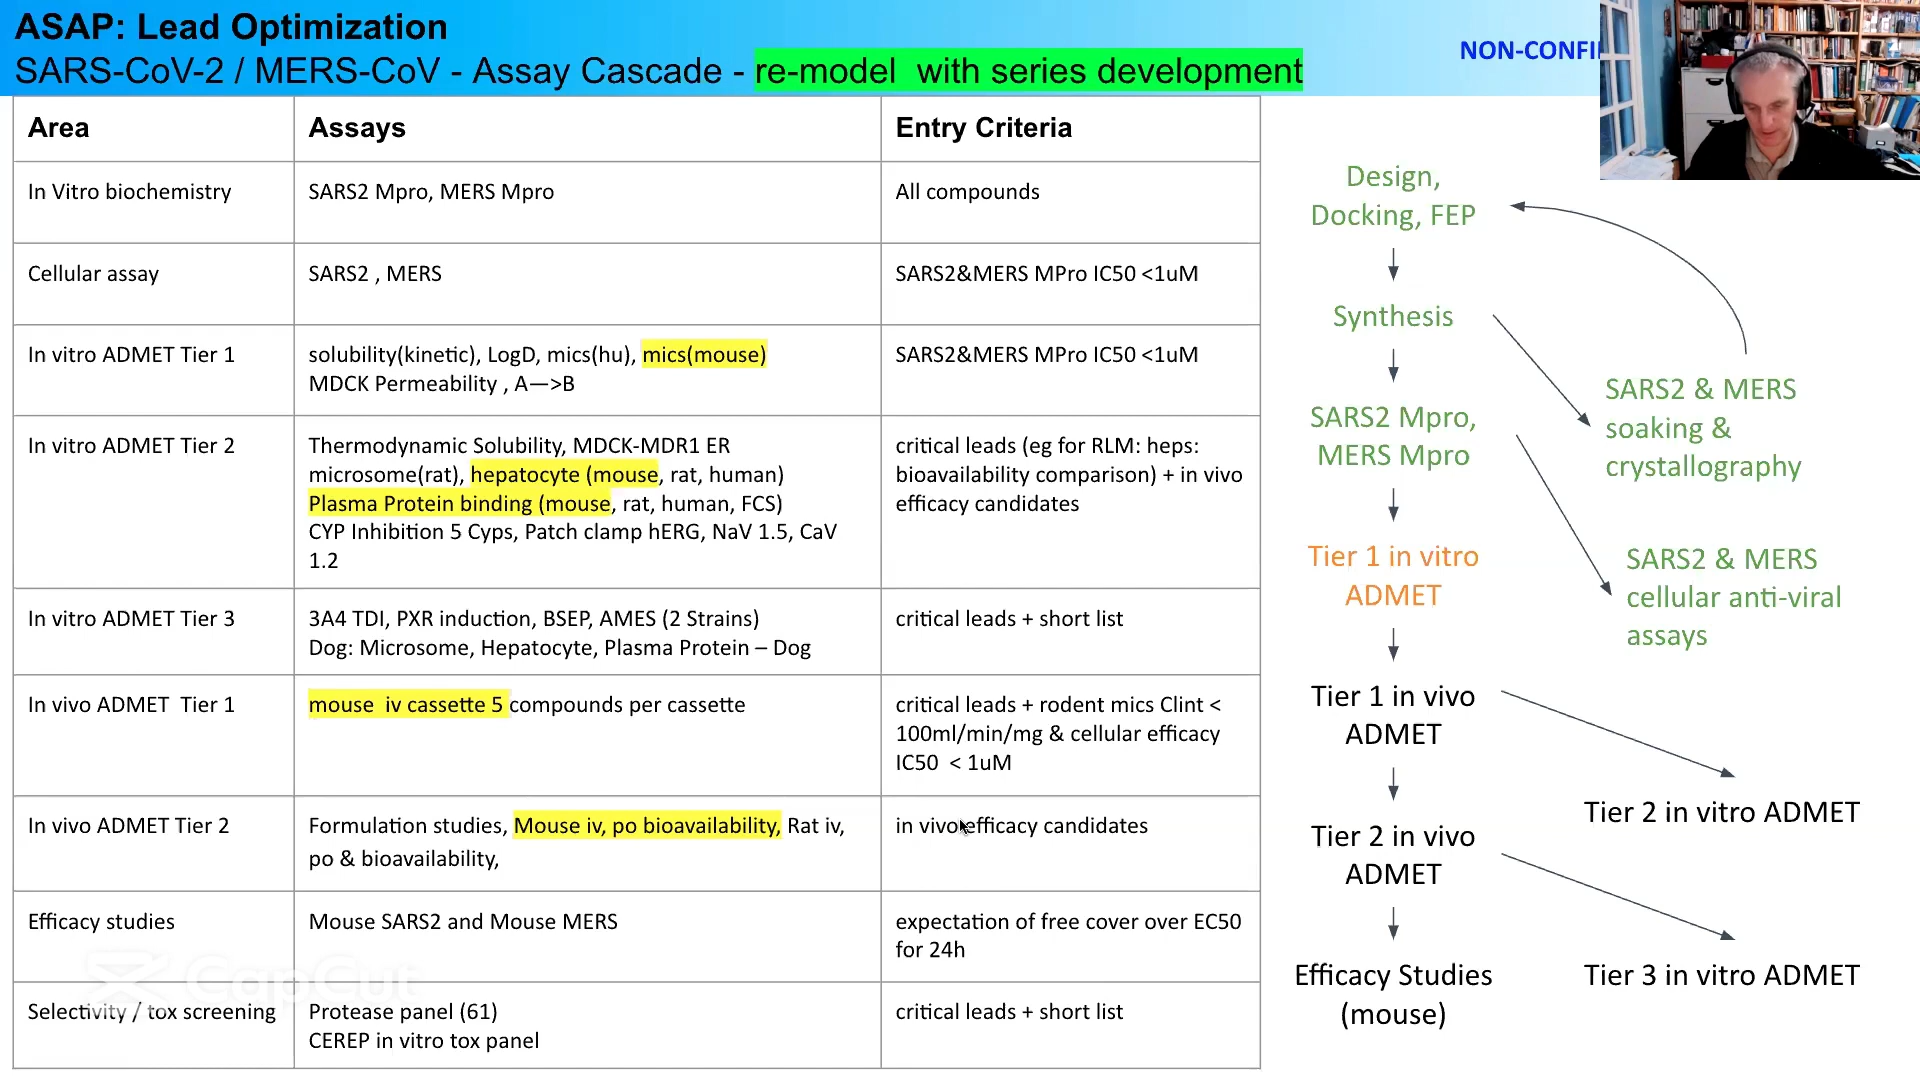 ASAP: Lead Optimization
SARS-CoV-2 / MERS-CoV - Assay Cascade - re-model  with series development
NON-CONFI
Area
Assays
Entry Criteria
In Vitro biochemistry
SARS2 Mpro, MERS Mpro
All compounds
Cellular assay
SARS2 , MERS
SARS2&MERS MPro IC50 <1uM
In vitro ADMET Tier 1
solubility(kinetic), LogD, mics(hu), mics(mouse)
MDCK Permeability , A—>B
SARS2&MERS MPro IC50 <1uM
In vitro ADMET Tier 2
Thermodynamic Solubility, MDCK-MDR1 ER
microsome(rat), hepatocyte (mouse, rat, human)
Plasma Protein binding (mouse, rat, human, FCS)
CYP Inhibition 5 Cyps, Patch clamp hERG, NaV 1.5, CaV
1.2
critical leads (eg for RLM: heps:
bioavailability comparison) + in vivo
efficacy candidates
In vitro ADMET Tier 3
3A4 TDI, PXR induction, BSEP, AMES (2 Strains)
Dog: Microsome, Hepatocyte, Plasma Protein – Dog
critical leads + short list
In vivo ADMET  Tier 1
mouse  iv cassette 5 compounds per cassette
critical leads + rodent mics Clint <
100ml/min/mg & cellular efficacy
IC50  < 1uM
In vivo ADMET Tier 2
Formulation studies, Mouse iv, po bioavailability, Rat iv,
po & bioavailability,
in vivo efficacy candidates
Efficacy studies
Mouse SARS2 and Mouse MERS
expectation of free cover over EC50
for 24h
CapCut
Selectivity / tox screening
Protease panel (61)
CEREP in vitro tox panel
critical leads + short list
Design,
Docking, FEP
Synthesis
SARS2 Mpro,
MERS Mpro
SARS2 & MERS
soaking &
crystallography
Tier 1 in vitro
ADMET
SARS2 & MERS
cellular anti-viral
assays
Tier 1 in vivo
ADMET
Tier 2 in vitro ADMET
Tier 2 in vivo
ADMET
Tier 3 in vitro ADMET
Efficacy Studies
(mouse)